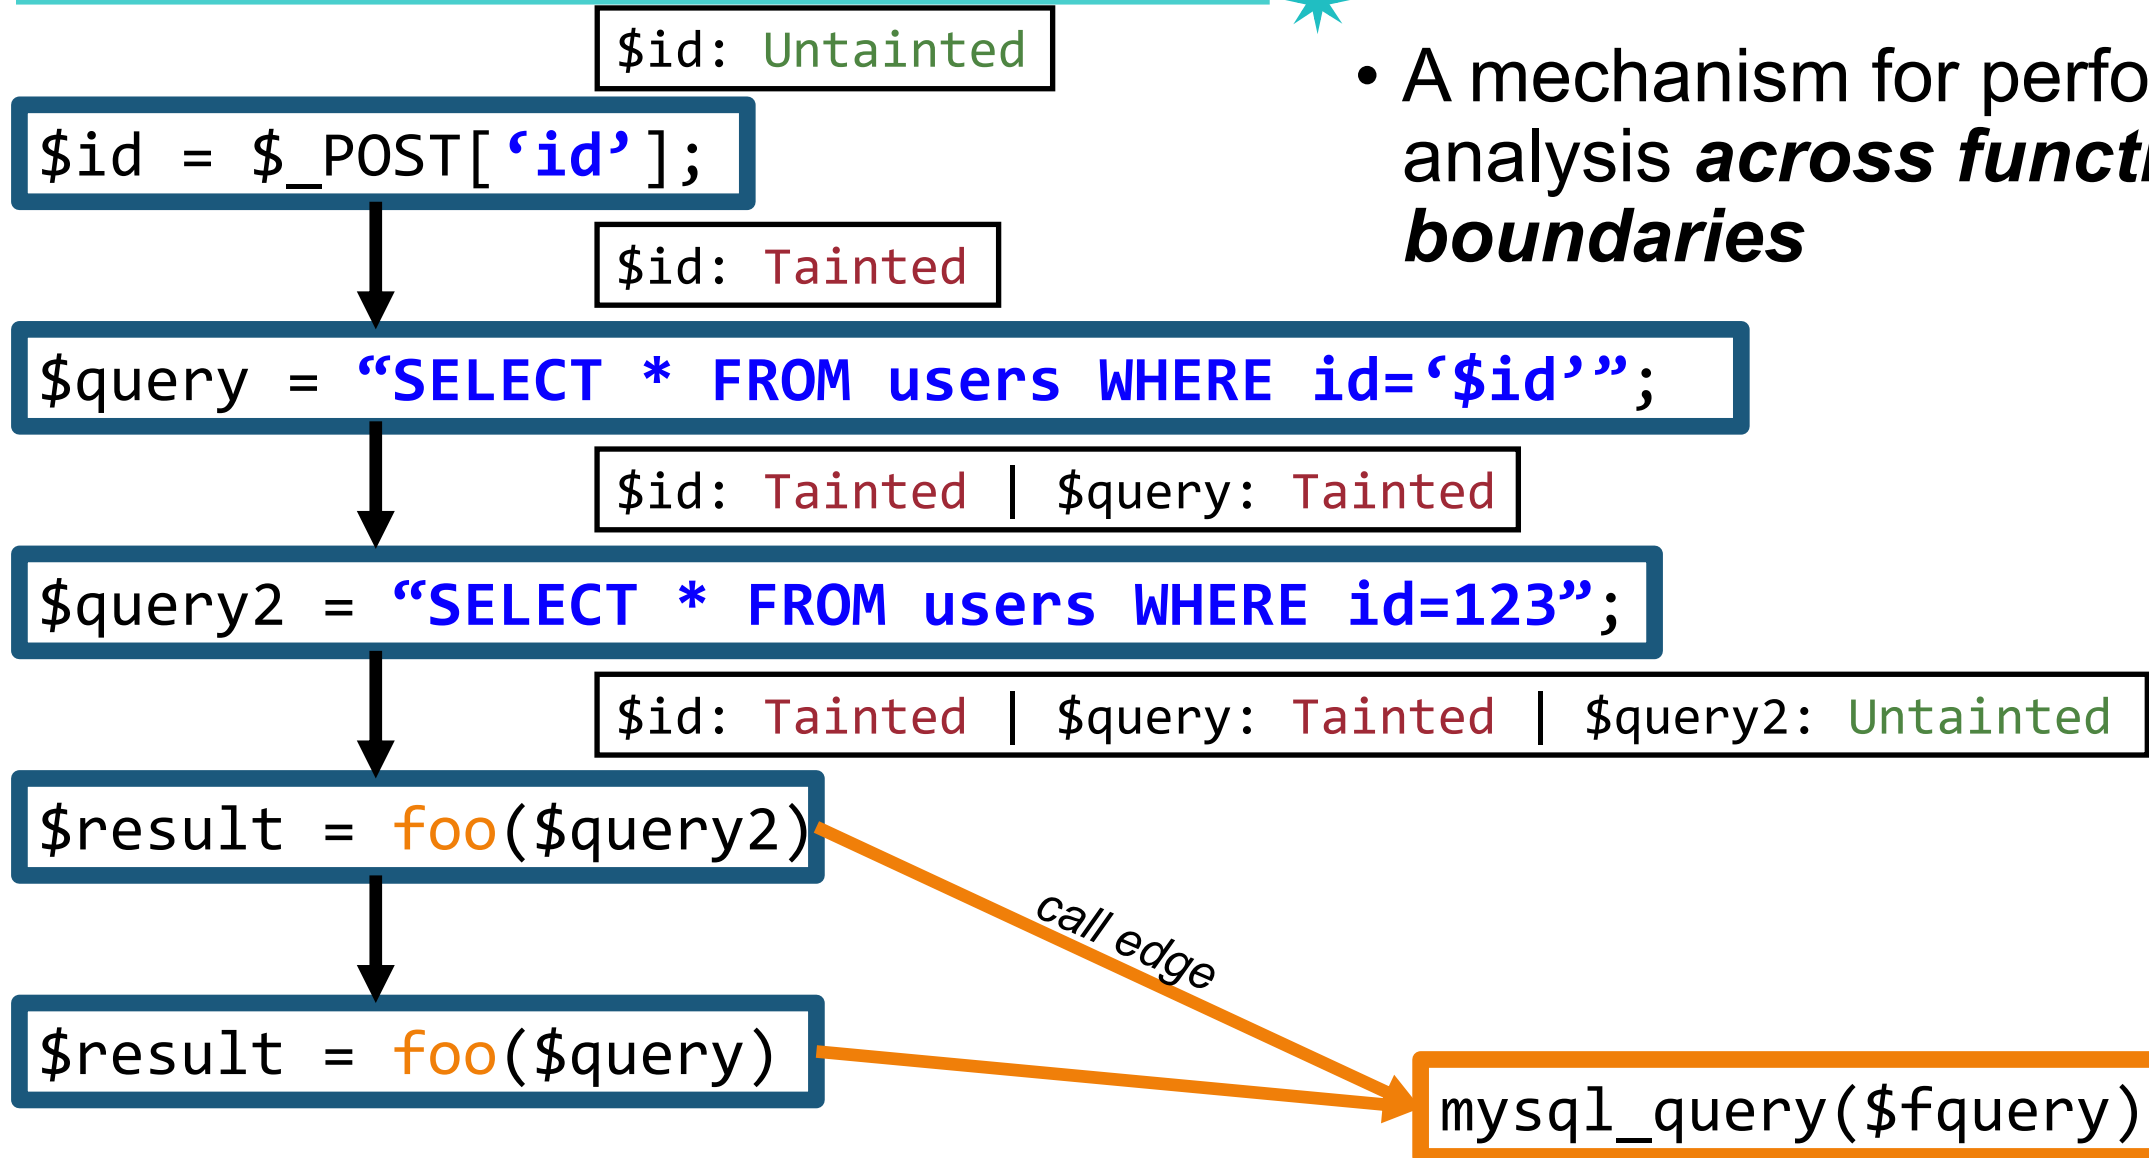 $id: Untainted
$id = $_POST[‘id’];
• A mechanism for perfo
analysis across functi
boundaries
$id: Tainted
$query = “SELECT * FROM users WHERE id=‘$id’”;
$id: Tainted | $query: Tainted
$query2 = “SELECT * FROM users WHERE id=123”;
$id: Tainted | $query: Tainted | $query2: Untainted
$result = foo($query2)
call edge
$result = foo($query)
mysql_query($fquery)